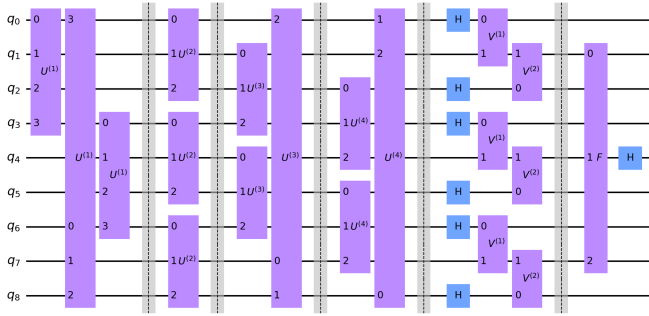 q₀ 0 3 0 2 1 H 0
V⁽¹⁾
q₁ 1 1 U⁽²⁾ 0 2 1 1 0
U⁽¹⁾ V⁽²⁾
q₂ 2 2 1 U⁽³⁾ 0 H 0
q₃ 3 0 0 2 1 U⁽⁴⁾ H 0
V⁽¹⁾
q₄ U⁽¹⁾ 1 1 U⁽²⁾ 0 U⁽³⁾ 2 U⁽⁴⁾ 1 1 1 F H
U⁽¹⁾ V⁽²⁾
q₅ 2 2 1 U⁽³⁾ 0 H 0
q₆ 0 3 0 2 1 U⁽⁴⁾ H 0
V⁽¹⁾
q₇ 1 1 U⁽²⁾ 0 2 1 1 2
V⁽²⁾
q₈ 2 2 1 0 H 0